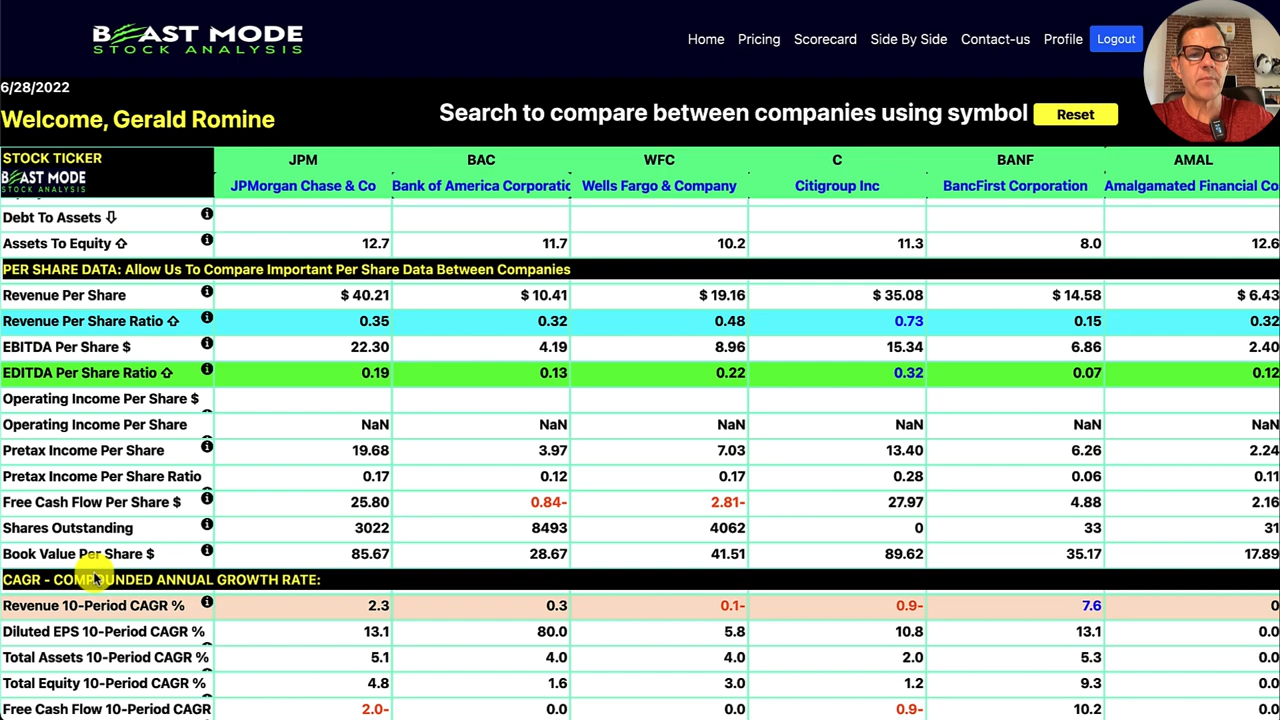 BEAST MODE
STOCK ANALYSIS
Home Pricing Scorecard Side By Side Contact-us Profile Logout
6/28/2022
Welcome, Gerald Romine
Search to compare between companies using symbol Reset
STOCK TICKER JPM BAC WFC C BANF AMAL
BEAST MODE
STOCK ANALYSIS
JPMorgan Chase & Co Bank of America Corporatic Wells Fargo & Company Citigroup Inc BancFirst Corporation Amalgamated Financial Co
Debt To Assets ⇩
Assets To Equity ⇧ 12.7 11.7 10.2 11.3 8.0 12.6
PER SHARE DATA: Allow Us To Compare Important Per Share Data Between Companies
Revenue Per Share $ 40.21 $ 10.41 $ 19.16 $ 35.08 $ 14.58 $ 6.43
Revenue Per Share Ratio ⇧ 0.35 0.32 0.48 0.73 0.15 0.32
EBITDA Per Share $ 22.30 4.19 8.96 15.34 6.86 2.40
EDITDA Per Share Ratio ⇧ 0.19 0.13 0.22 0.32 0.07 0.12
Operating Income Per Share $
Operating Income Per Share NaN NaN NaN NaN NaN NaN
Pretax Income Per Share 19.68 3.97 7.03 13.40 6.26 2.24
Pretax Income Per Share Ratio 0.17 0.12 0.17 0.28 0.06 0.11
Free Cash Flow Per Share $ 25.80 0.84- 2.81- 27.97 4.88 2.16
Shares Outstanding 3022 8493 4062 0 33 31
Book Value Per Share $ 85.67 28.67 41.51 89.62 35.17 17.89
CAGR - COMPOUNDED ANNUAL GROWTH RATE:
Revenue 10-Period CAGR % 2.3 0.3 0.1- 0.9- 7.6 0
Diluted EPS 10-Period CAGR % 13.1 80.0 5.8 10.8 13.1 0.0
Total Assets 10-Period CAGR % 5.1 4.0 4.0 2.0 5.3 0.0
Total Equity 10-Period CAGR % 4.8 1.6 3.0 1.2 9.3 0.0
Free Cash Flow 10-Period CAGR 2.0- 0.0 0.0 0.9- 10.2 0.0